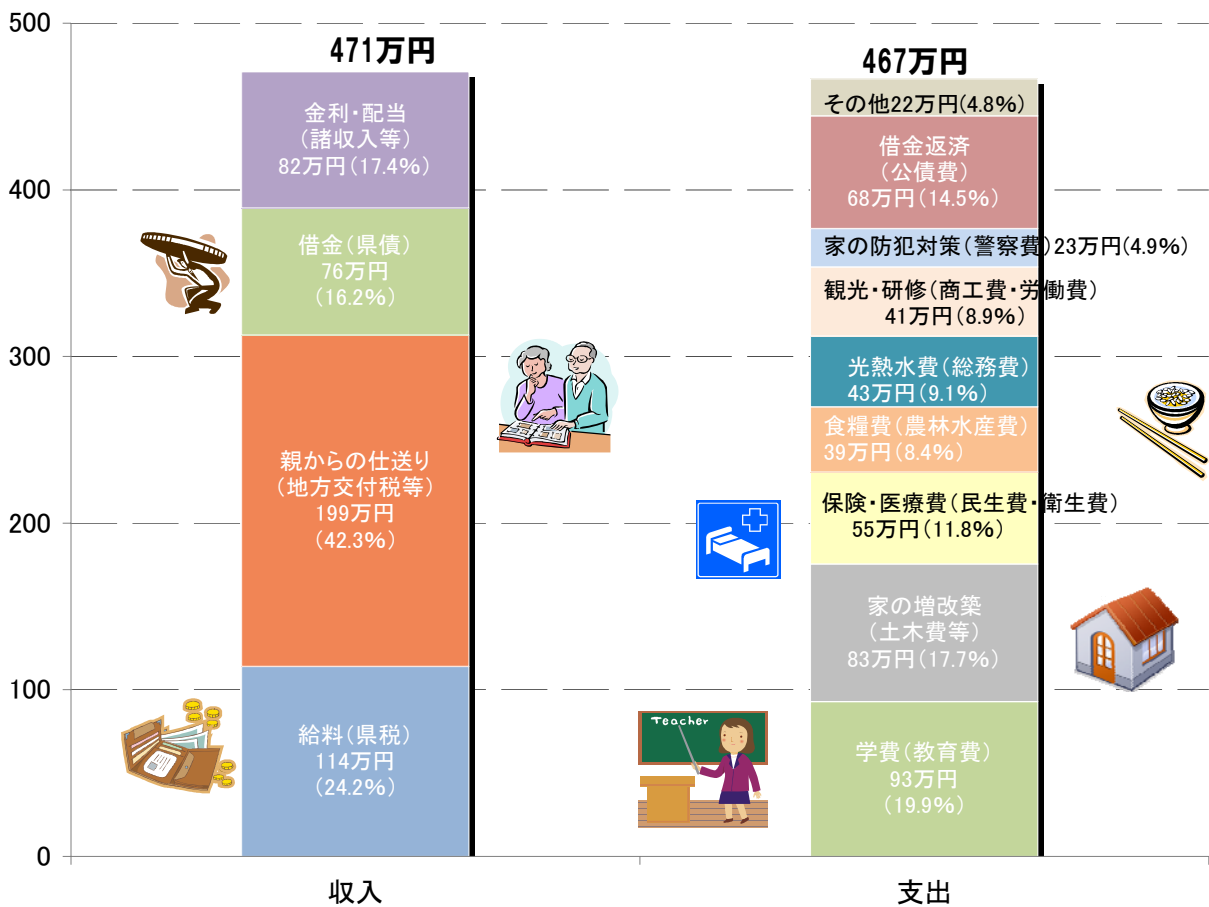 500
400
300
200
100
0
471万円
金利・配当
(諸収入等)
82万円(17.4%)
借金(県債)
76万円
(16.2%)
親からの仕送り
(地方交付税等)
199万円
(42.3%)
給料(県税)
114万円
(24.2%)
収入
467万円
その他22万円(4.8%)
借金返済
(公債費)
68万円(14.5%)
家の防犯対策(警察費)23万円(4.9%)
観光・研修(商工費・労働費)
41万円(8.9%)
光熱水費(総務費)
43万円(9.1%)
食糧費(農林水産費)
39万円(8.4%)
保険・医療費(民生費・衛生費)
55万円(11.8%)
家の増改築
(土木費等)
83万円(17.7%)
Teacher
学費(教育費)
93万円
(19.9%)
支出